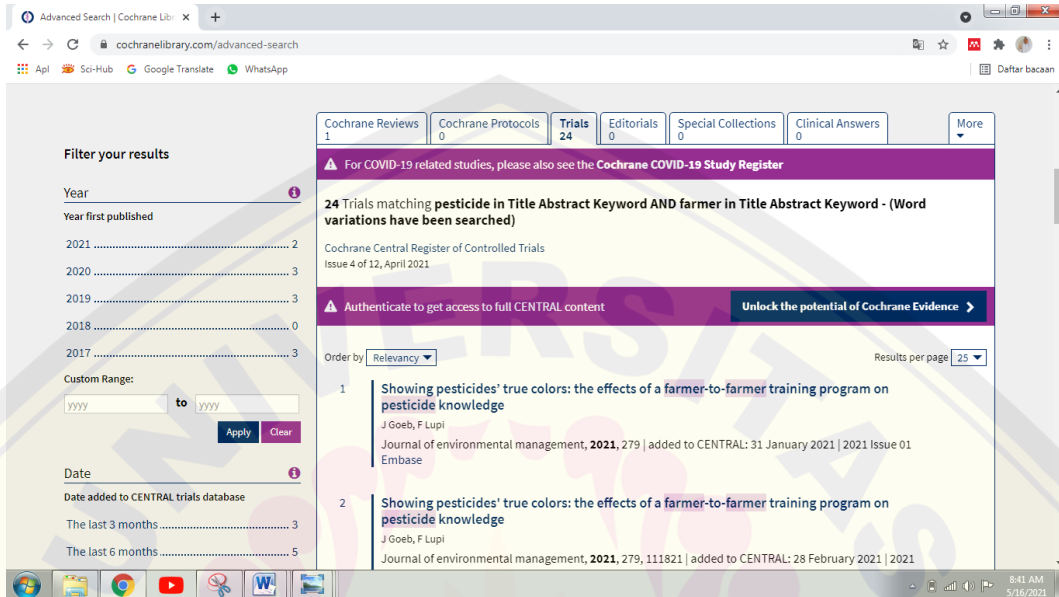 Advanced Search | Cochrane Libr
cochranelibrary.com/advanced-search
Apl Sci-Hub Google Translate WhatsApp Daftar bacaan
Cochrane Reviews Cochrane Protocols Trials Editorials Special Collections Clinical Answers More
1 0 24 0 0 0
Filter your results
For COVID-19 related studies, please also see the Cochrane COVID-19 Study Register
Year
Year first published
2021 2
2020 3
2019 3
2018 0
2017 3
Custom Range:
yyyy to yyyy
Apply Clear
Date
Date added to CENTRAL trials database
The last 3 months 3
The last 6 months 5
24 Trials matching pesticide in Title Abstract Keyword AND farmer in Title Abstract Keyword - (Word
variations have been searched)
Cochrane Central Register of Controlled Trials
Issue 4 of 12, April 2021
Authenticate to get access to full CENTRAL content Unlock the potential of Cochrane Evidence
Order by Relevancy Results per page 25
1 Showing pesticides' true colors: the effects of a farmer-to-farmer training program on
pesticide knowledge
J Goeb, F Lupi
Journal of environmental management, 2021, 279 | added to CENTRAL: 31 January 2021 | 2021 Issue 01
Embase
2 Showing pesticides' true colors: the effects of a farmer-to-farmer training program on
pesticide knowledge
J Goeb, F Lupi
Journal of environmental management, 2021, 279, 111821 | added to CENTRAL: 28 February 2021 | 2021
UNIVERSITAS
8:41 AM
5/16/2021